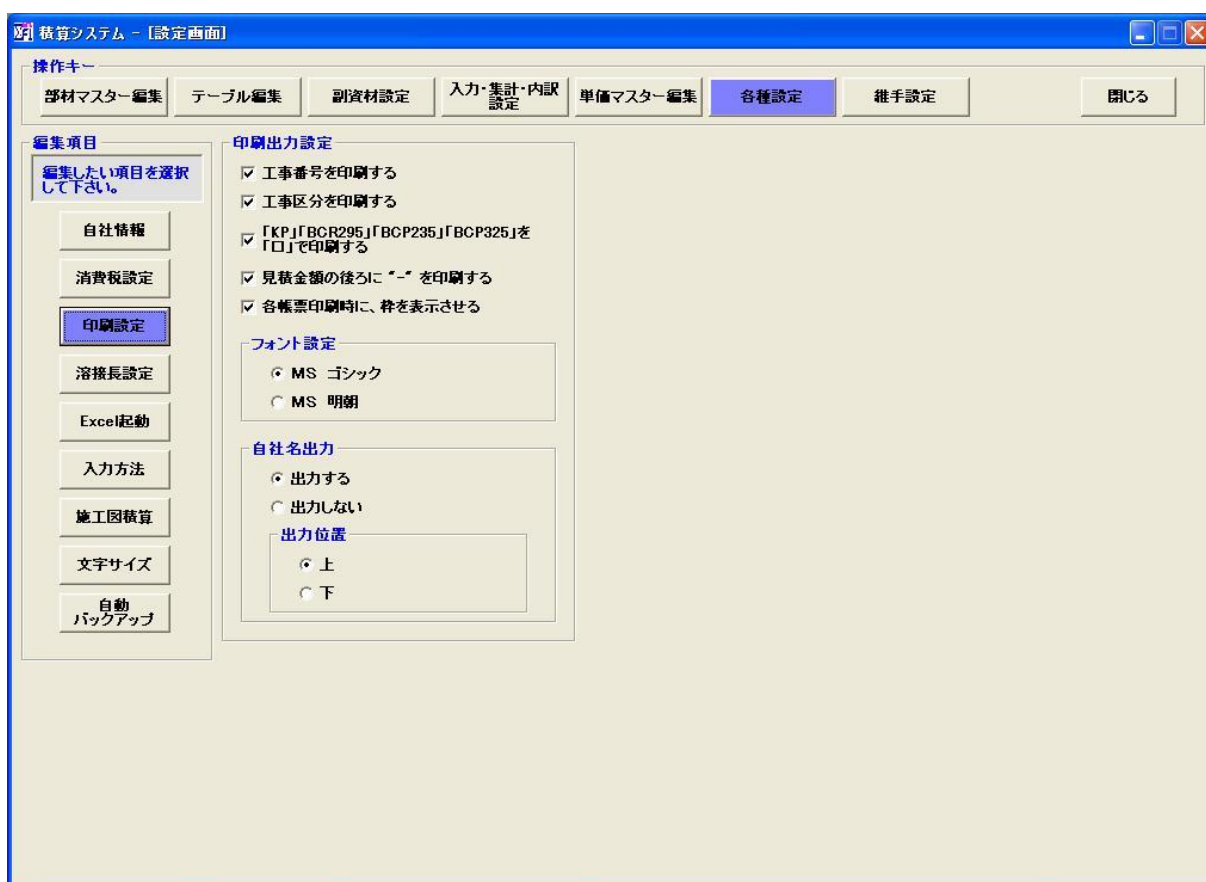 積算システム - [設定画面]
操作キー
部材マスター編集
テーブル編集
副資材設定
入力・集計・内訳
設定
単価マスター編集
各種設定
継手設定
閉じる
編集項目
編集したい項目を選択
して下さい。
自社情報
消費税設定
印刷設定
溶接長設定
Excel起動
入力方法
施工図積算
文字サイズ
自動
バックアップ
印刷出力設定
工事番号を印刷する
工事区分を印刷する
「KP」「BCR295」「BCP235」「BCP325」を
「ロ」で印刷する
見積金額の後ろに "-" を印刷する
各帳票印刷時に、枠を表示させる
フォント設定
MS ゴシック
MS 明朝
自社名出力
出力する
出力しない
出力位置
上
下